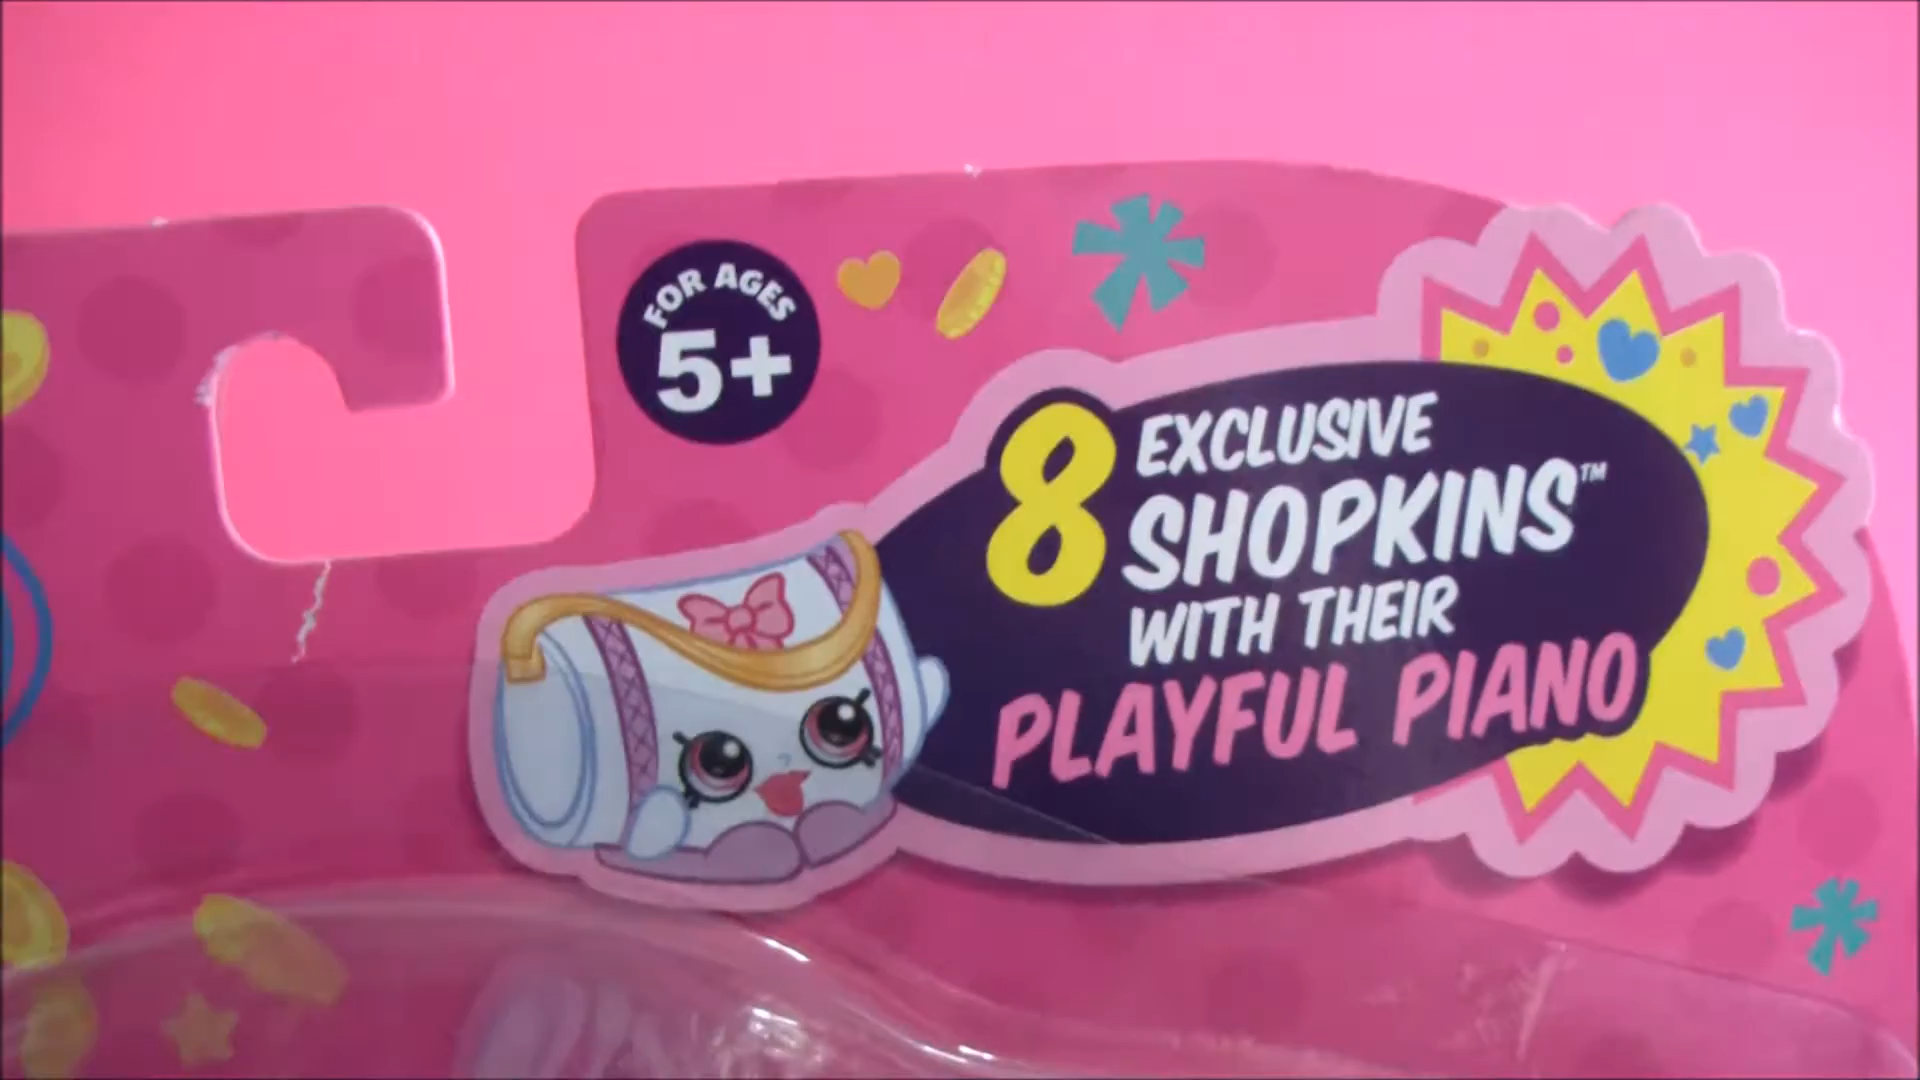 FOR AGES
5+
8 EXCLUSIVE
SHOPKINS™
WITH THEIR
PLAYFUL PIANO